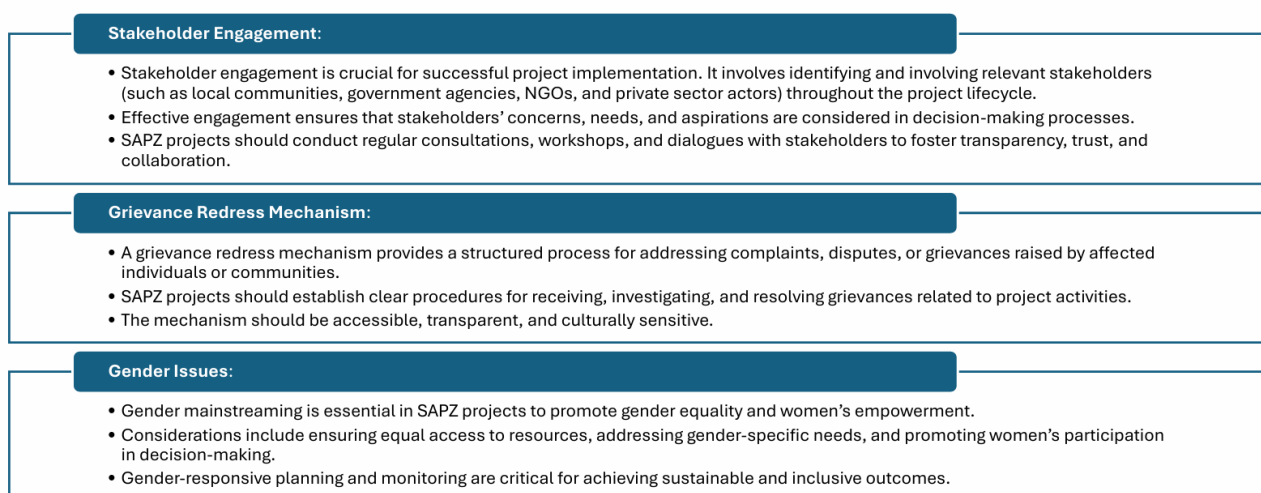 Stakeholder Engagement:
• Stakeholder engagement is crucial for successful project implementation. It involves identifying and involving relevant stakeholders
(such as local communities, government agencies, NGOs, and private sector actors) throughout the project lifecycle.
• Effective engagement ensures that stakeholders’ concerns, needs, and aspirations are considered in decision-making processes.
• SAPZ projects should conduct regular consultations, workshops, and dialogues with stakeholders to foster transparency, trust, and
collaboration.
Grievance Redress Mechanism:
• A grievance redress mechanism provides a structured process for addressing complaints, disputes, or grievances raised by affected
individuals or communities.
• SAPZ projects should establish clear procedures for receiving, investigating, and resolving grievances related to project activities.
• The mechanism should be accessible, transparent, and culturally sensitive.
Gender Issues:
• Gender mainstreaming is essential in SAPZ projects to promote gender equality and women’s empowerment.
• Considerations include ensuring equal access to resources, addressing gender-specific needs, and promoting women’s participation
in decision-making.
• Gender-responsive planning and monitoring are critical for achieving sustainable and inclusive outcomes.